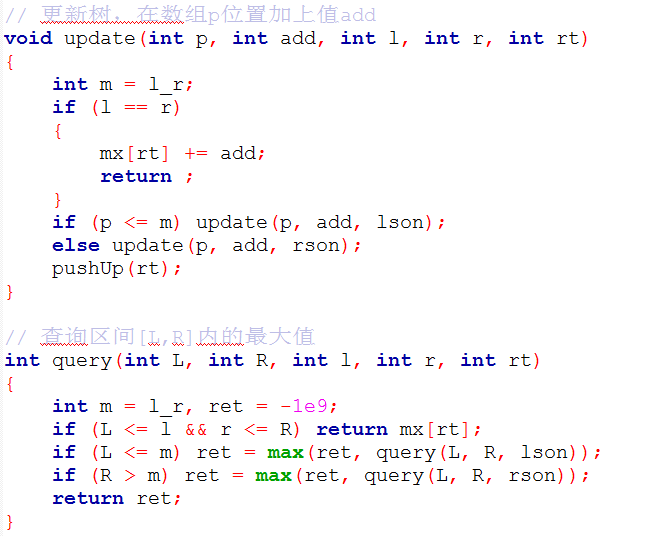 // 更新树，在数组p位置加上值add
void update(int p, int add, int l, int r, int rt)
{
    int m = l_r;
    if (l == r)
    {
        mx[rt] += add;
        return ;
    }
    if (p <= m) update(p, add, lson);
    else update(p, add, rson);
    pushUp(rt);
}

// 查询区间[L,R]内的最大值
int query(int L, int R, int l, int r, int rt)
{
    int m = l_r, ret = -1e9;
    if (L <= l && r <= R) return mx[rt];
    if (L <= m) ret = max(ret, query(L, R, lson));
    if (R > m) ret = max(ret, query(L, R, rson));
    return ret;
}